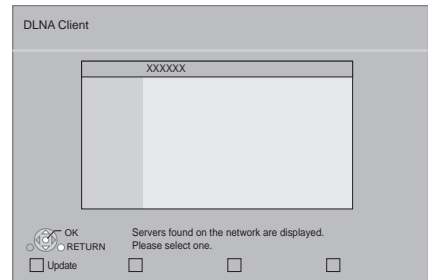 DLNA Client
XXXXXX
OK
RETURN
Servers found on the network are displayed.
Please select one.
Update